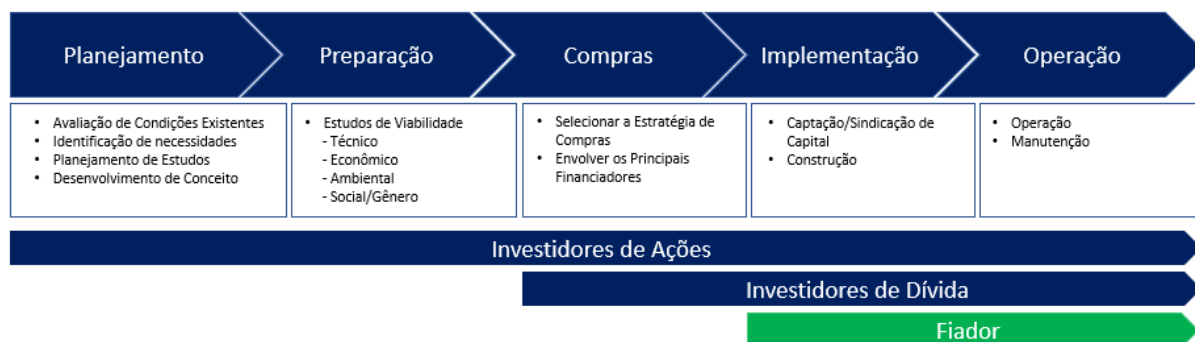 Planejamento
Preparação
Compras
Implementação
Operação
• Avaliação de Condições Existentes
• Identificação de necessidades
• Planejamento de Estudos
• Desenvolvimento de Conceito
• Estudos de Viabilidade
- Técnico
- Econômico
- Ambiental
- Social/Gênero
• Selecionar a Estratégia de
Compras
• Envolver os Principais
Financiadores
• Captação/Sindicação de
Capital
• Construção
• Operação
• Manutenção
Investidores de Ações
Investidores de Dívida
Fiador